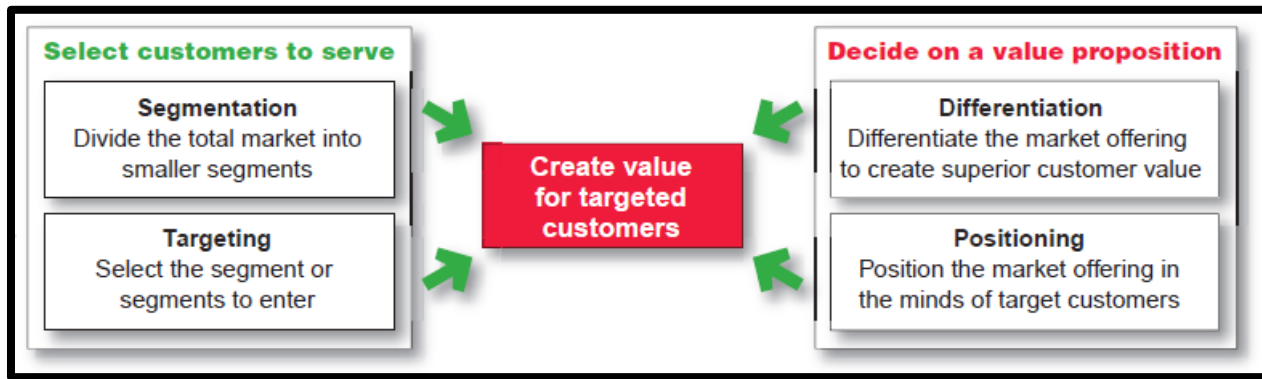 Select customers to serve
Segmentation
Divide the total market into
smaller segments
Targeting
Select the segment or
segments to enter
Create value
for targeted
customers
Decide on a value proposition
Differentiation
Differentiate the market offering
to create superior customer value
Positioning
Position the market offering in
the minds of target customers